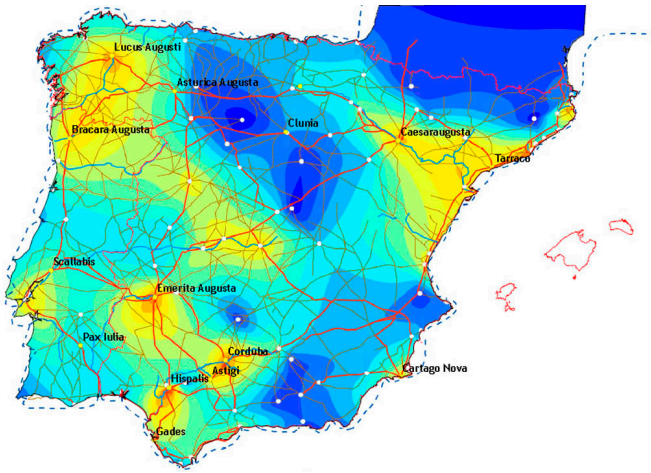 Lucus Augusti
Asturica Augusta
Clunia
Bracara Augusta
Caesaraugusta
Tarraco
Scallabis
Emerita Augusta
Pax Iulia
Corduba
Astigi
Cartago Nova
Hispalis
Gades